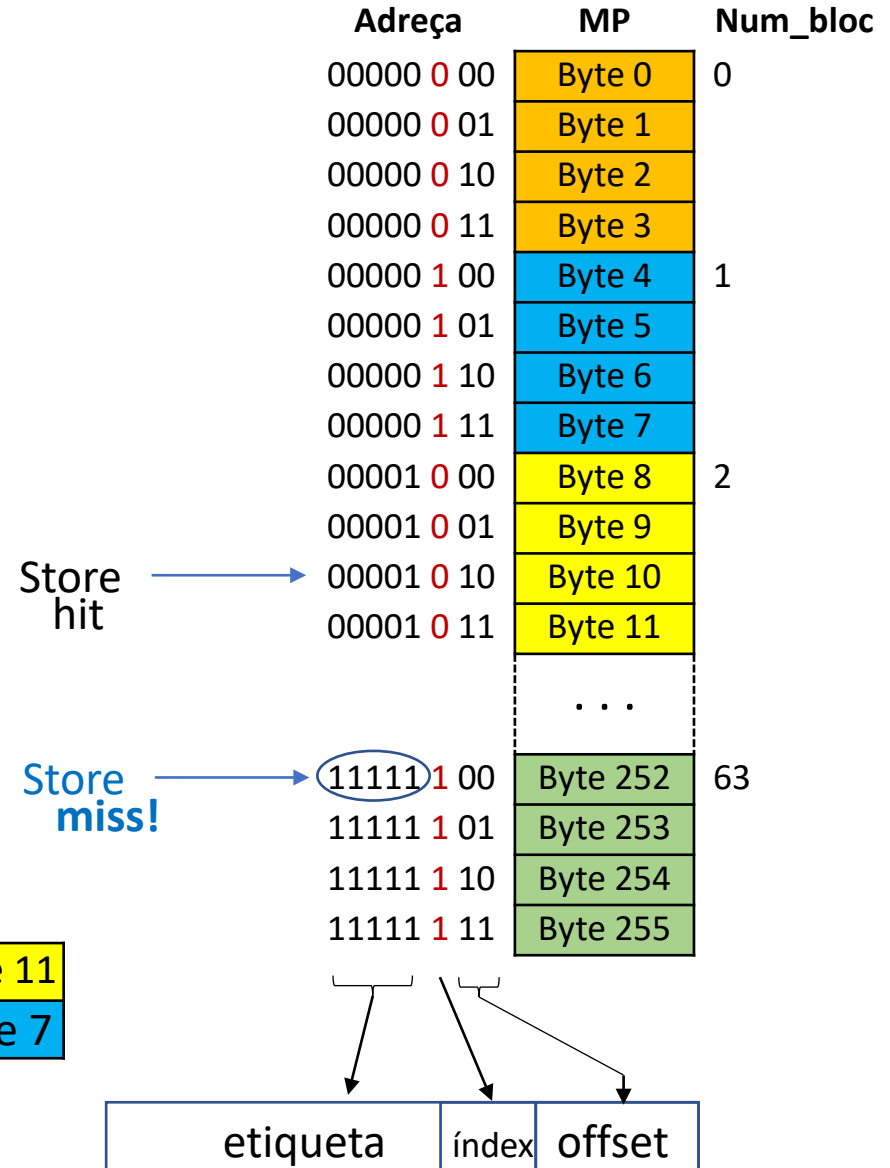 Adreça MP Num_bloc
00000 0 00 Byte 0 0
00000 0 01 Byte 1
00000 0 10 Byte 2
00000 0 11 Byte 3
00000 1 00 Byte 4 1
00000 1 01 Byte 5
00000 1 10 Byte 6
00000 1 11 Byte 7
00001 0 00 Byte 8 2
00001 0 01 Byte 9
Store
hit
00001 0 10 Byte 10
00001 0 11 Byte 11
. . .
Store
miss!
11111 1 00 Byte 252 63
11111 1 01 Byte 253
11111 1 10 Byte 254
11111 1 11 Byte 255
e 11
e 7
etiqueta índex offset